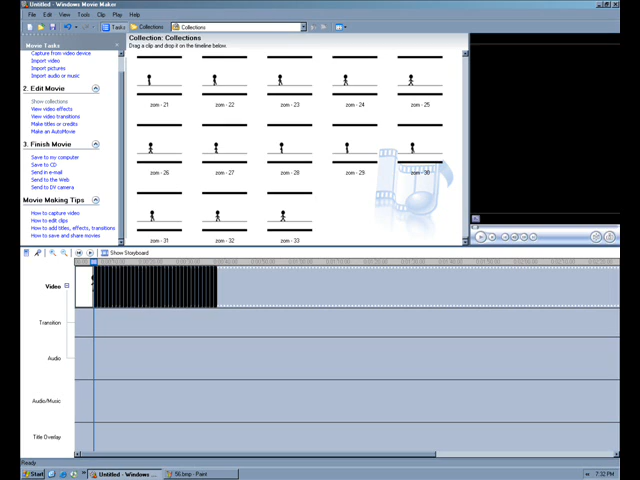 Untitled - Windows Movie Maker
File Edit View Tools Clip Play Help
Tasks Collections Collections
Movie Tasks
Capture from video device
Import video
Import pictures
Import audio or music
2. Edit Movie
Show collections
View video effects
View video transitions
Make titles or credits
Make an AutoMovie
3. Finish Movie
Save to my computer
Save to CD
Send in e-mail
Send to the Web
Send to DV camera
Movie Making Tips
How to capture video
How to edit clips
How to add titles, effects, transitions
How to save and share movies
Collection: Collections
Drag a clip and drop it on the timeline below.
zom - 21 zom - 22 zom - 23 zom - 24 zom - 25
zom - 26 zom - 27 zom - 28 zom - 29 zom - 30
zom - 31 zom - 32 zom - 33
Show Storyboard
Video
Transition
Audio
Audio/Music
Title Overlay
Ready
Start Untitled - Windows ... - Paint 7:32 PM